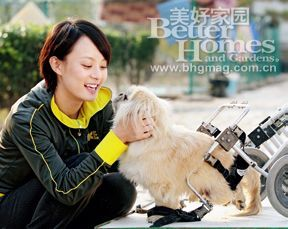 美好家园
Better
Homes
and Gardens®
www.bhgmag.com.cn